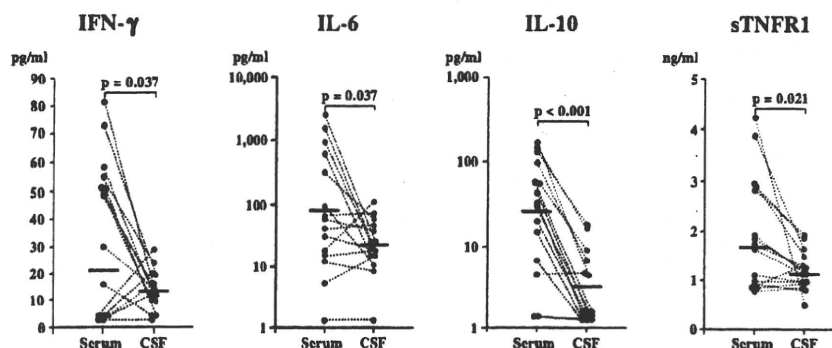 IFN-γ
pg/ml
90
80
70
60
50
40
30
20
10
0
p = 0.037
Serum CSF
IL-6
pg/ml
10,000
1,000
100
10
1
p = 0.037
Serum CSF
IL-10
pg/ml
1,000
100
10
1
p < 0.001
Serum CSF
sTNFR1
ng/ml
5
4
3
2
1
0
p = 0.021
Serum CSF